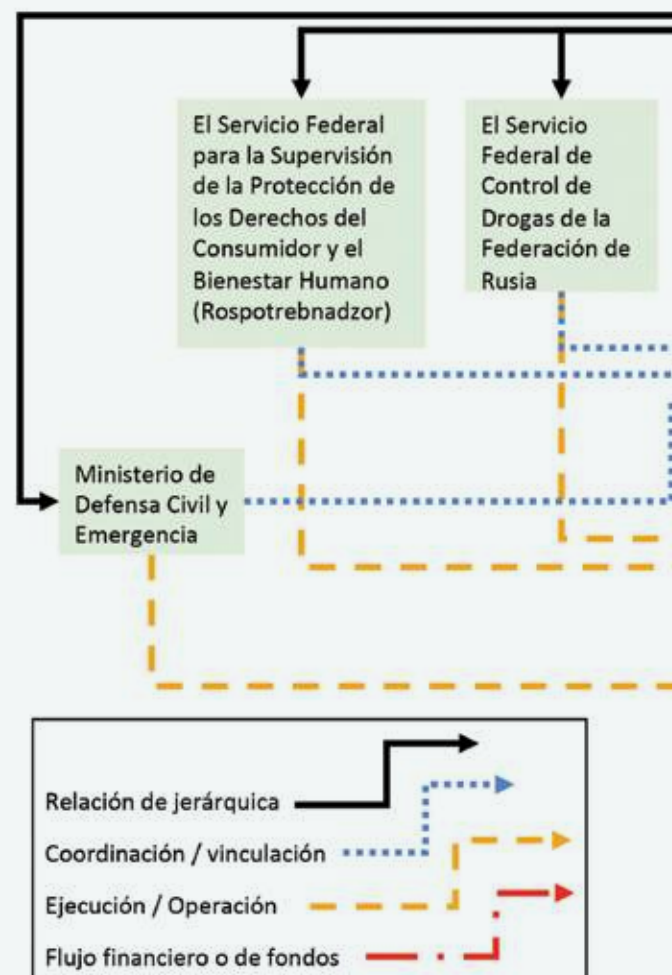 El Servicio Federal
para la Supervisión
de la Protección de
los Derechos del
Consumidor y el
Bienestar Humano
(Rospotrebnadzor)
El Servicio
Federal de
Control de
Drogas de la
Federación de
Rusia
Ministerio de
Defensa Civil y
Emergencia
Relación de jerárquica
Coordinación / vinculación
Ejecución / Operación
Flujo financiero o de fondos